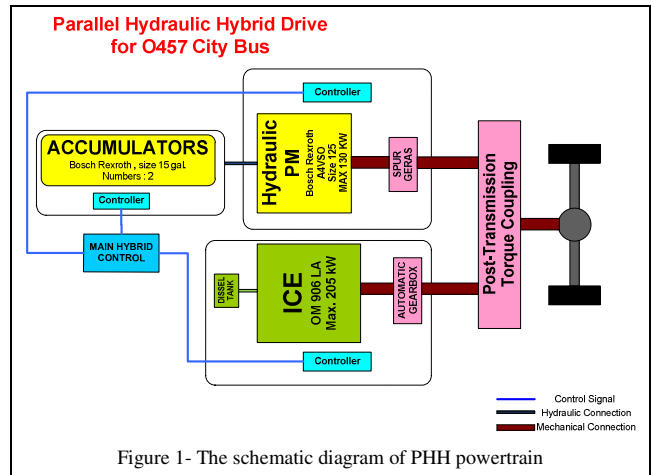 Parallel Hydraulic Hybrid Drive
for O457 City Bus
Controller
ACCUMULATORS
Bosch Rexroth , size 15 gal.
Numbers : 2
Controller
Hydraulic
PM
Bosch Rexroth
A4VSO
Size 125
MAX 130 KW
SPUR
GERAS
MAIN HYBRID
CONTROL
DISSEL
TANK
ICE
OM 906 LA
Max. 205 kW
AUTOMATIC
GEARBOX
Controller
Post-Transmission
Torque Coupling
Control Signal
Hydraulic Connection
Mechanical Connection
Figure 1- The schematic diagram of PHH powertrain